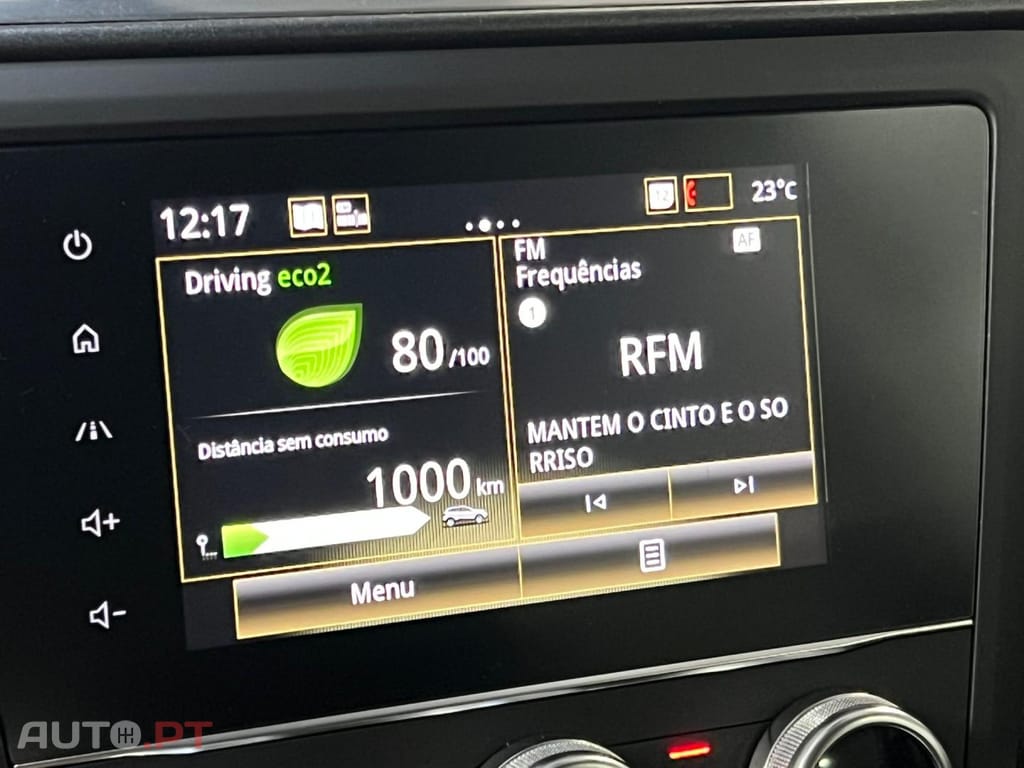 12:17
12
23°C
Driving eco2
80/100
Distância sem consumo
1000 km
FM
AF
Frequências
1
RFM
MANTEM O CINTO E O SO
RRISO
Menu
AUTO.PT